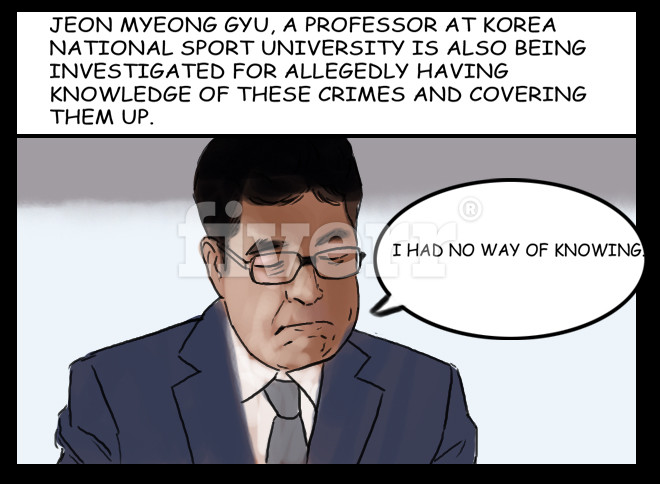 JEON MYEONG GYU, A PROFESSOR AT KOREA
NATIONAL SPORT UNIVERSITY IS ALSO BEING
INVESTIGATED FOR ALLEGEDLY HAVING
KNOWLEDGE OF THESE CRIMES AND COVERING
THEM UP.
I HAD NO WAY OF KNOWING.
fiverr®